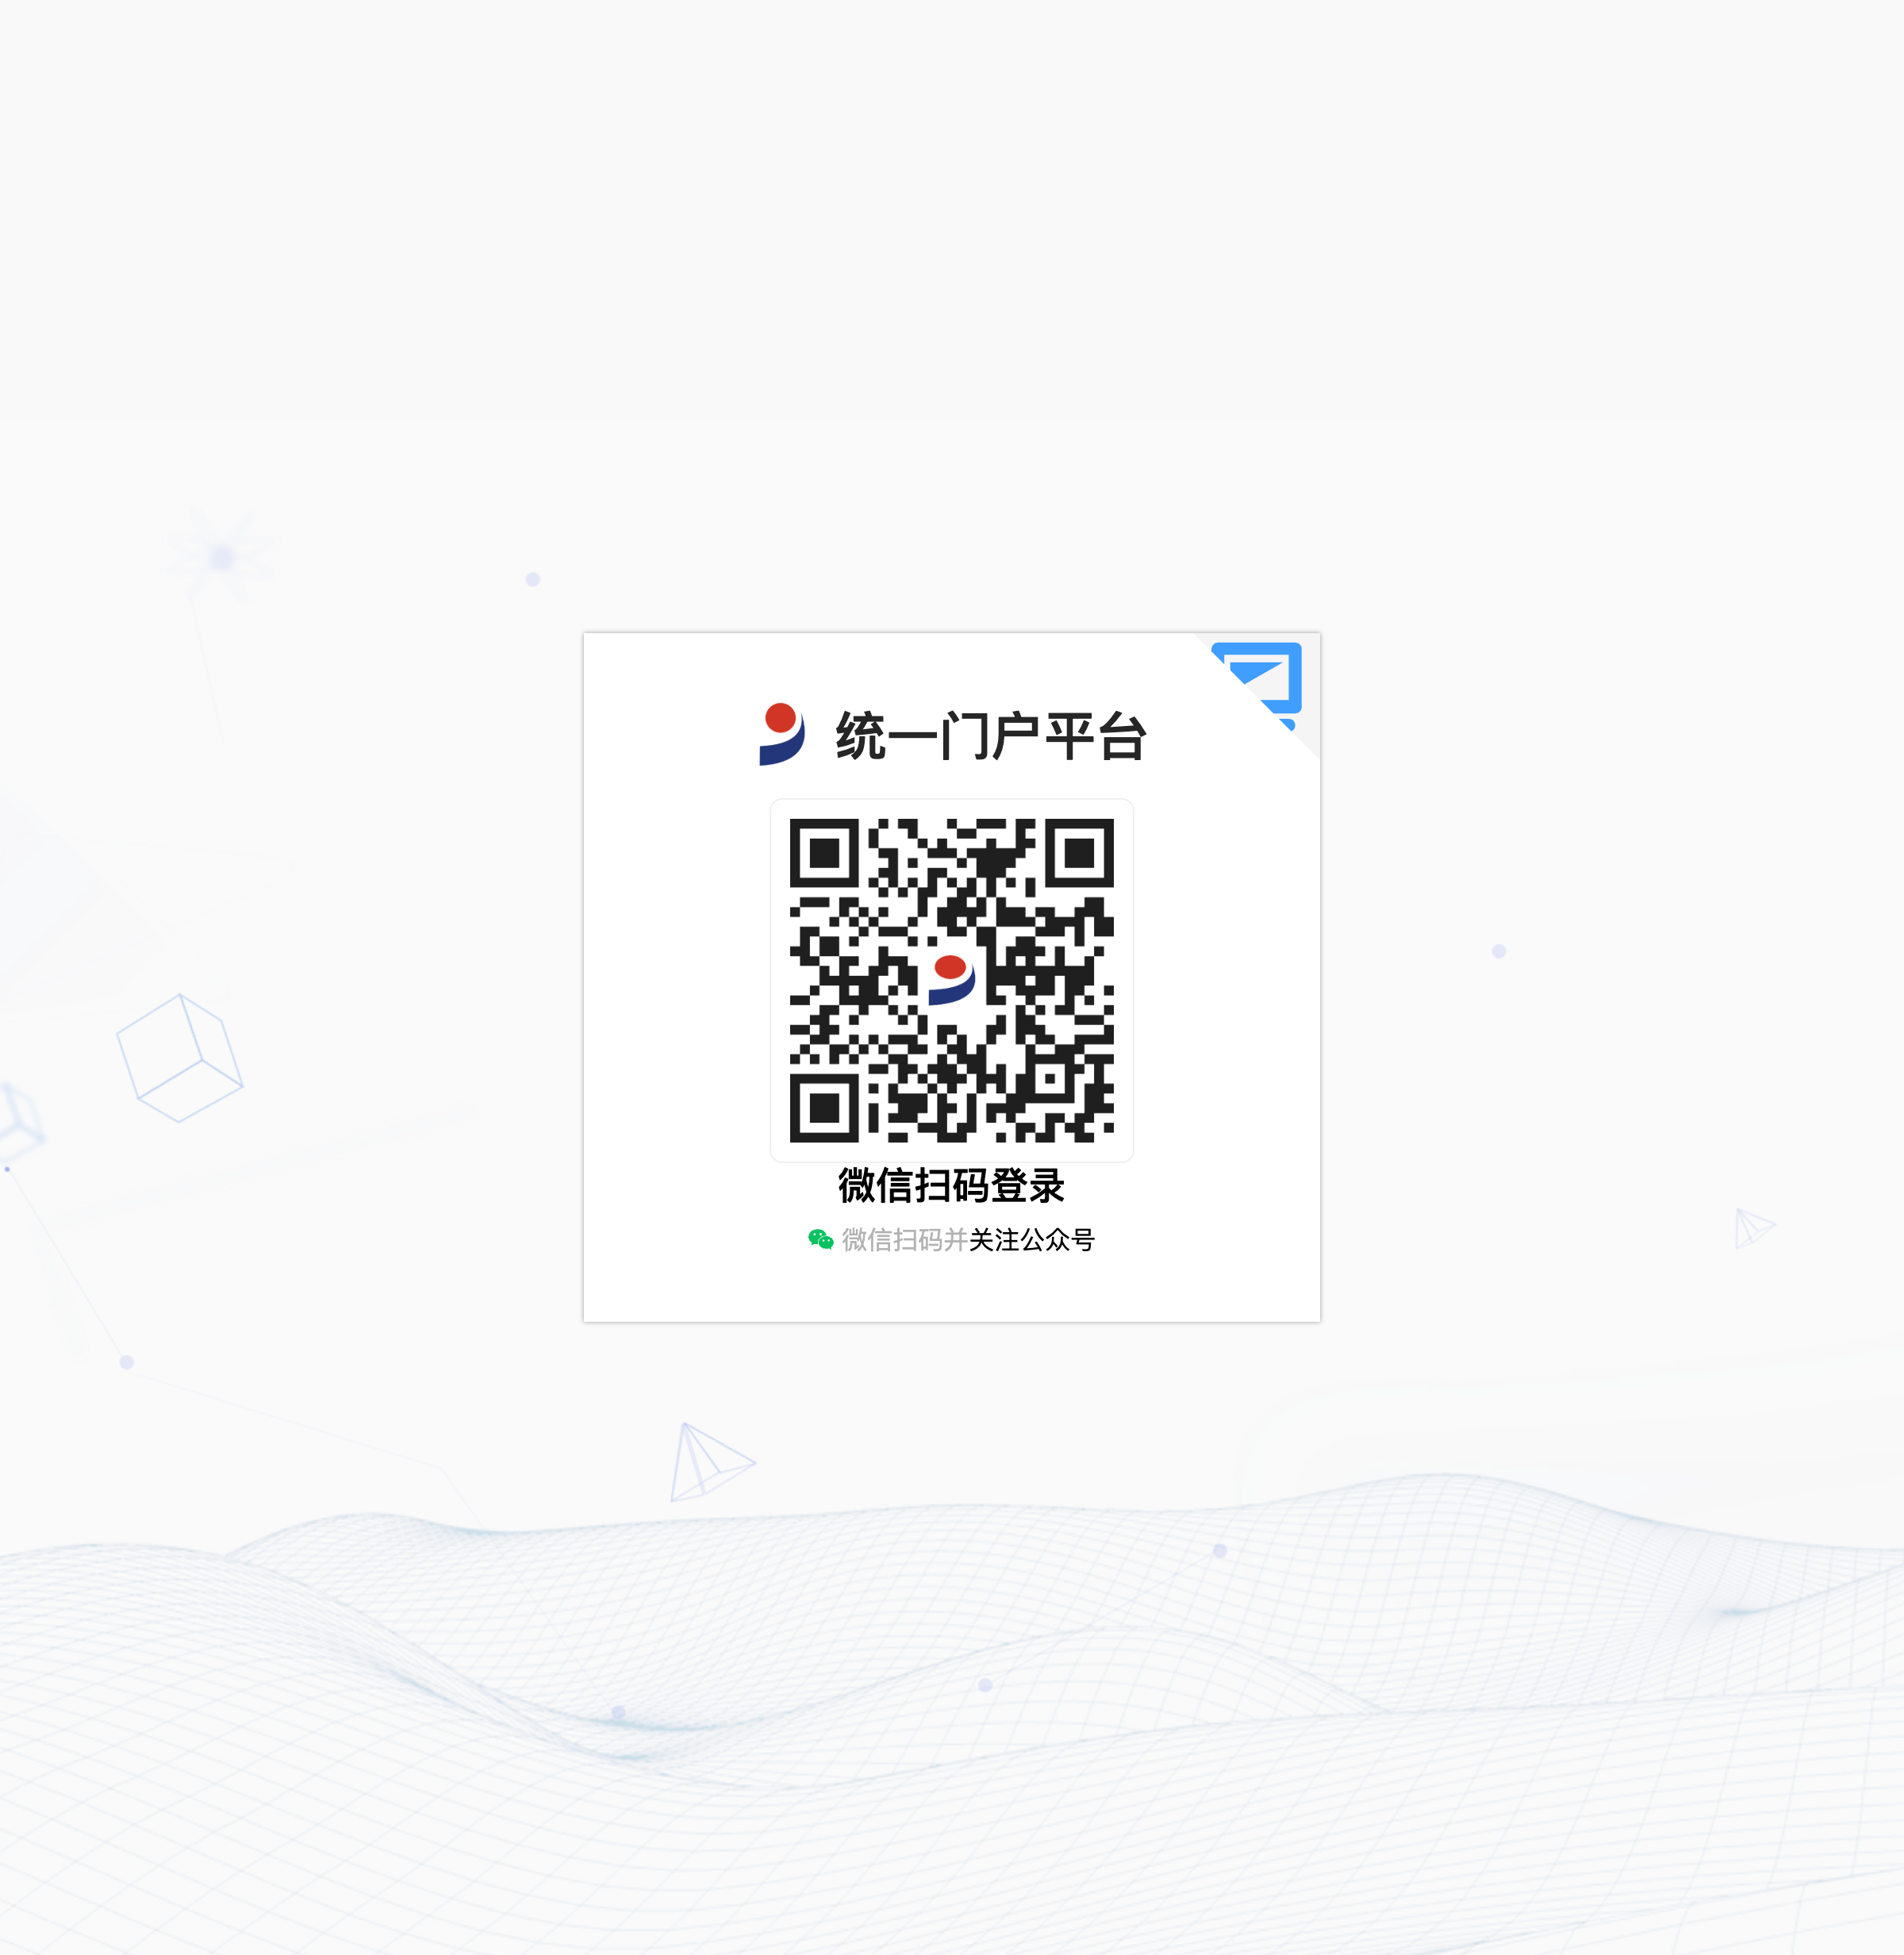 统一门户平台
微信扫码登录
微信扫码并关注公众号